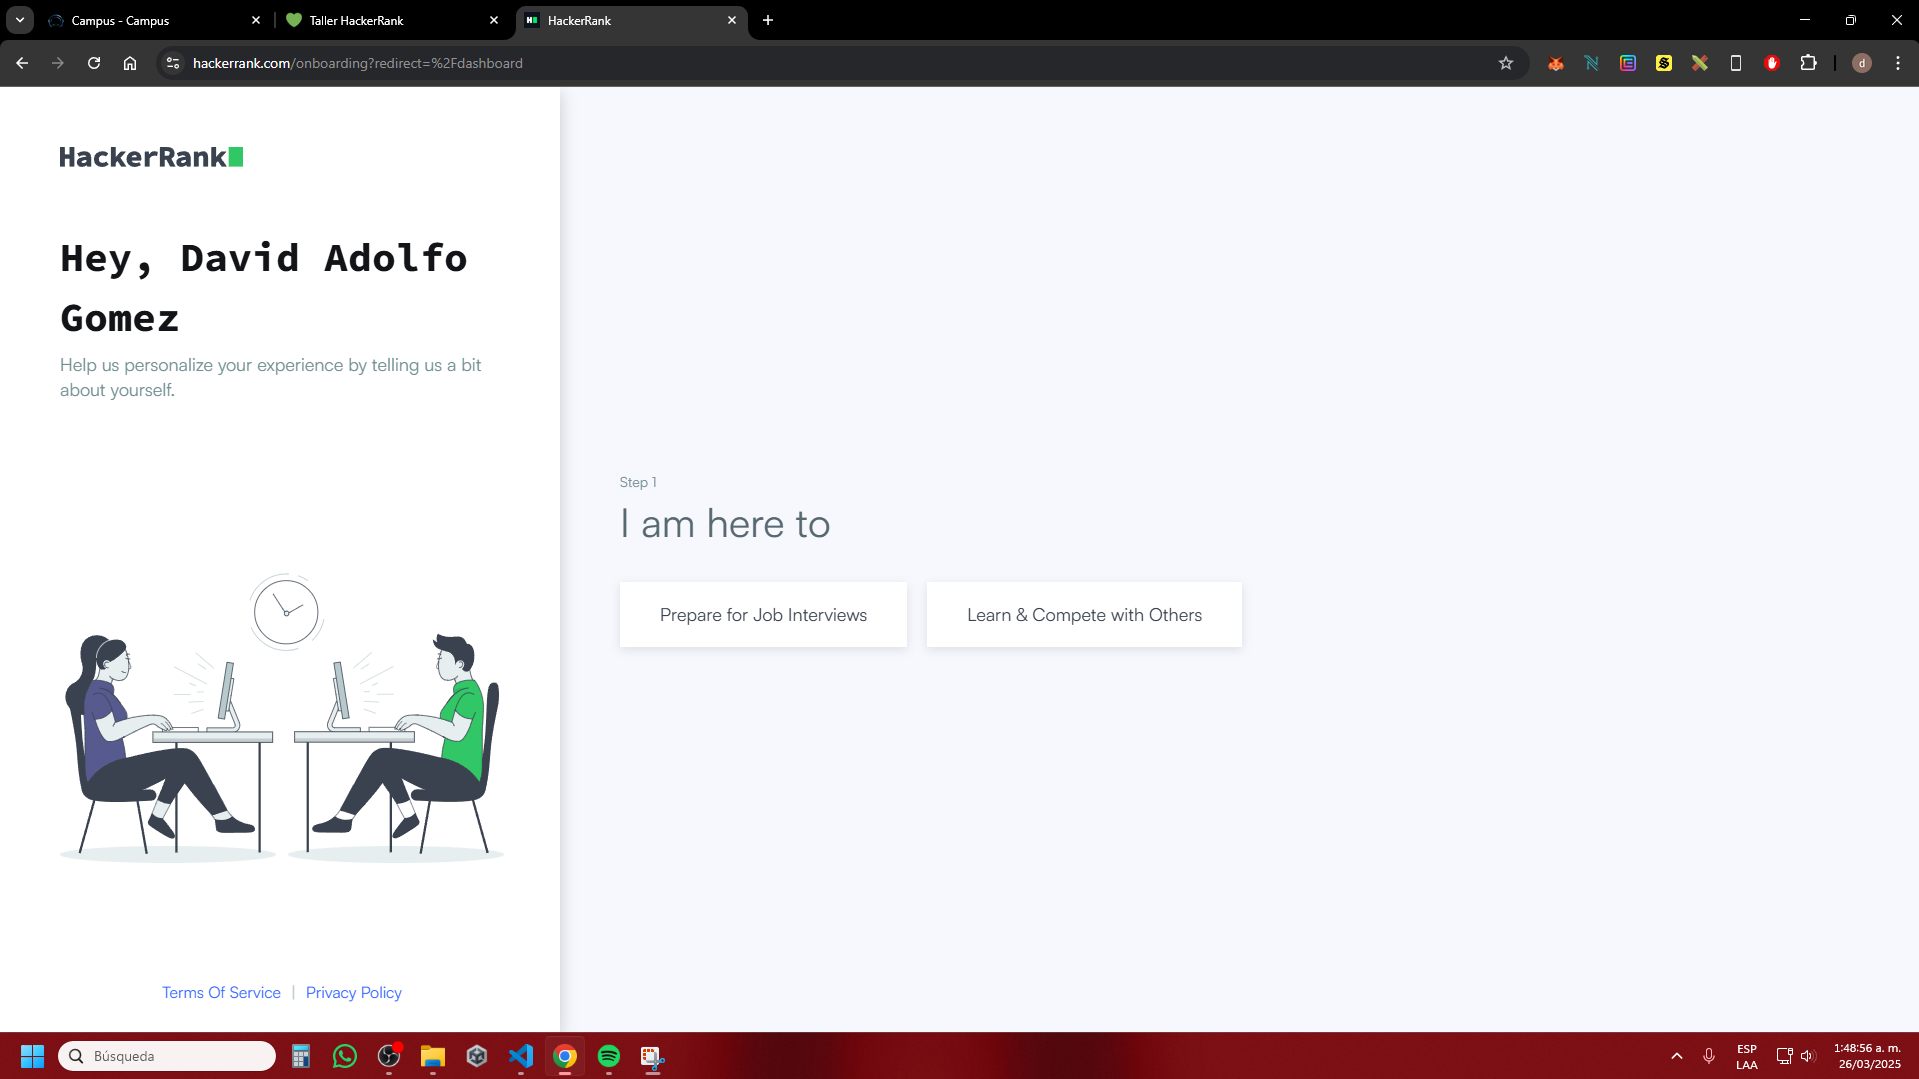 Campus - Campus
Taller HackerRank
HackerRank
hackerrank.com/onboarding?redirect=%2Fdashboard
d
HackerRank
Hey, David Adolfo
Gomez
Help us personalize your experience by telling us a bit
about yourself.
Step 1
I am here to
Prepare for Job Interviews
Learn & Compete with Others
Terms Of Service | Privacy Policy
Búsqueda
ESP
LAA
1:48:56 a. m.
26/03/2025